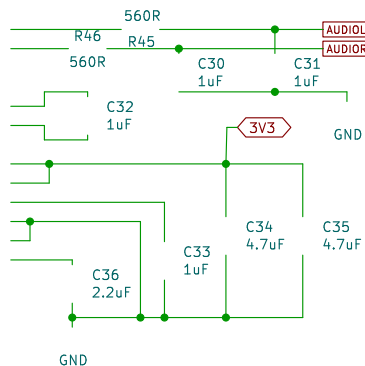 560R
AUDIOL
R46
R45
AUDIOR
560R
C30
1uF
C31
1uF
C32
1uF
3V3
GND
C34
4.7uF
C35
4.7uF
C33
1uF
C36
2.2uF
GND